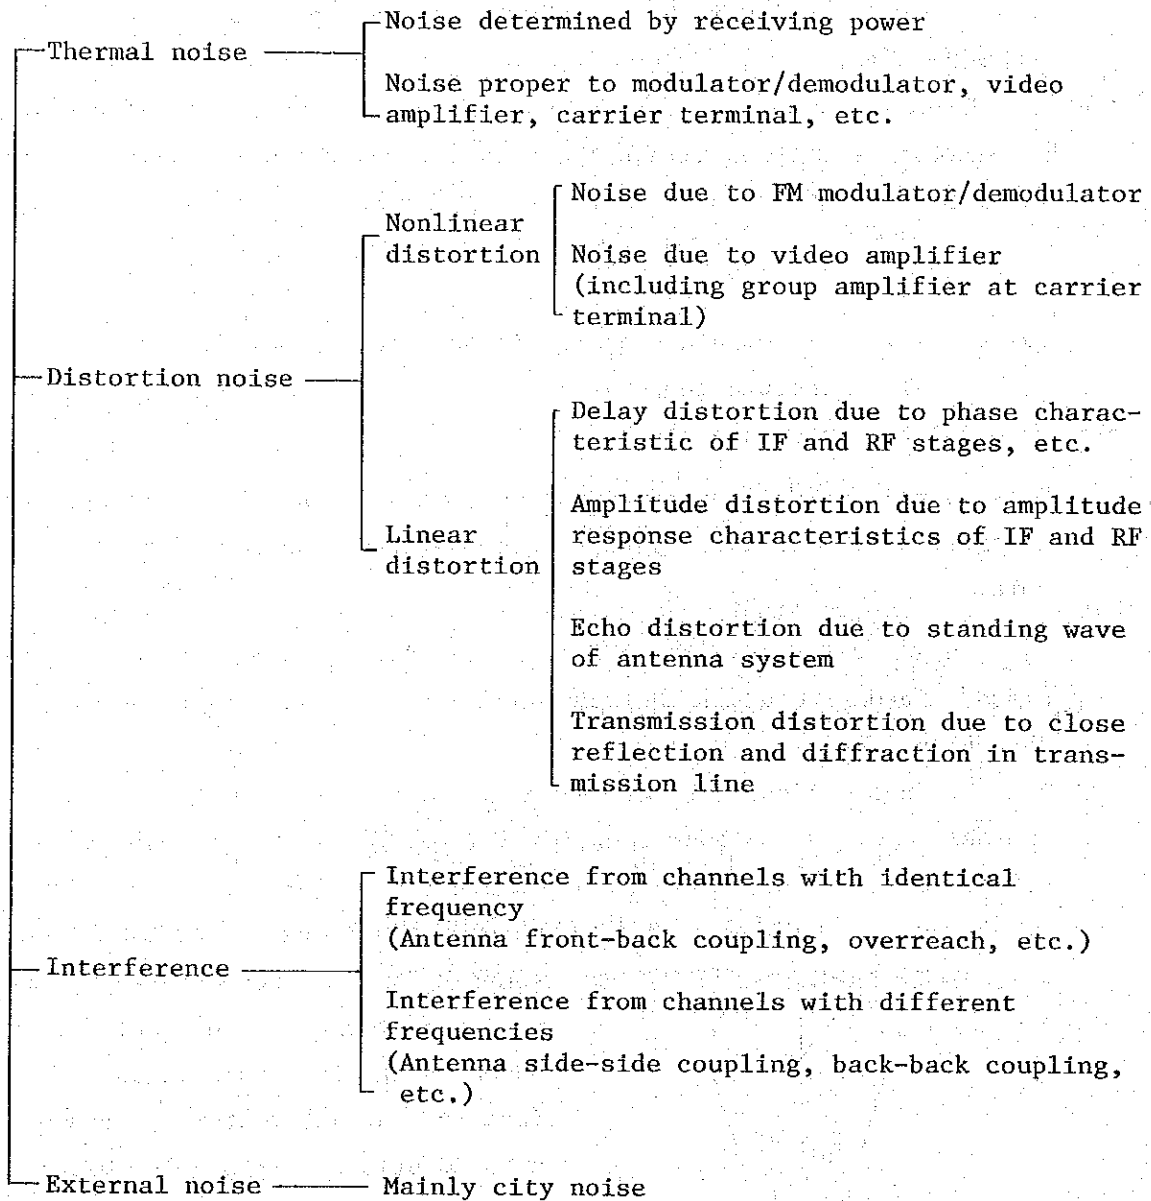 Thermal noise
Noise determined by receiving power
Noise proper to modulator/demodulator, video
amplifier, carrier terminal, etc.
Distortion noise
Nonlinear
distortion
Noise due to FM modulator/demodulator
Noise due to video amplifier
(including group amplifier at carrier
terminal)
Linear
distortion
Delay distortion due to phase charac-
teristic of IF and RF stages, etc.
Amplitude distortion due to amplitude
response characteristics of IF and RF
stages
Echo distortion due to standing wave
of antenna system
Transmission distortion due to close
reflection and diffraction in trans-
mission line
Interference
Interference from channels with identical
frequency
(Antenna front-back coupling, overreach, etc.)
Interference from channels with different
frequencies
(Antenna side-side coupling, back-back coupling,
etc.)
External noise
Mainly city noise